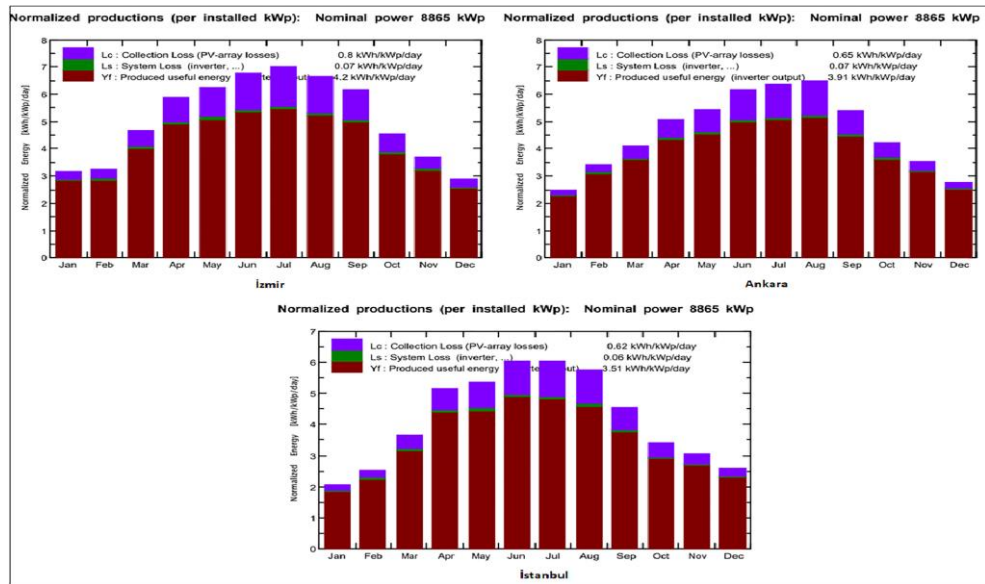 Normalized productions (per installed kWp): Nominal power 8865 kWp
Normalized Energy [kWh/kWp/day]
8
7
6
5
4
3
2
1
0
Lc : Collection Loss (PV-array losses) 0.8 kWh/kWp/day
Ls : System Loss (inverter, ...) 0.07 kWh/kWp/day
Yf : Produced useful energy (inverter output) 4.2 kWh/kWp/day
Jan Feb Mar Apr May Jun Jul Aug Sep Oct Nov Dec
İzmir
Normalized productions (per installed kWp): Nominal power 8865 kWp
Normalized Energy [kWh/kWp/day]
8
7
6
5
4
3
2
1
0
Lc : Collection Loss (PV-array losses) 0.65 kWh/kWp/day
Ls : System Loss (inverter, ...) 0.07 kWh/kWp/day
Yf : Produced useful energy (inverter output) 3.91 kWh/kWp/day
Jan Feb Mar Apr May Jun Jul Aug Sep Oct Nov Dec
Ankara
Normalized productions (per installed kWp): Nominal power 8865 kWp
Normalized Energy [kWh/kWp/day]
7
6
5
4
3
2
1
0
Lc : Collection Loss (PV-array losses) 0.62 kWh/kWp/day
Ls : System Loss (inverter, ...) 0.06 kWh/kWp/day
Yf : Produced useful energy 3.51 kWh/kWp/day
Jan Feb Mar Apr May Jun Jul Aug Sep Oct Nov Dec
İstanbul